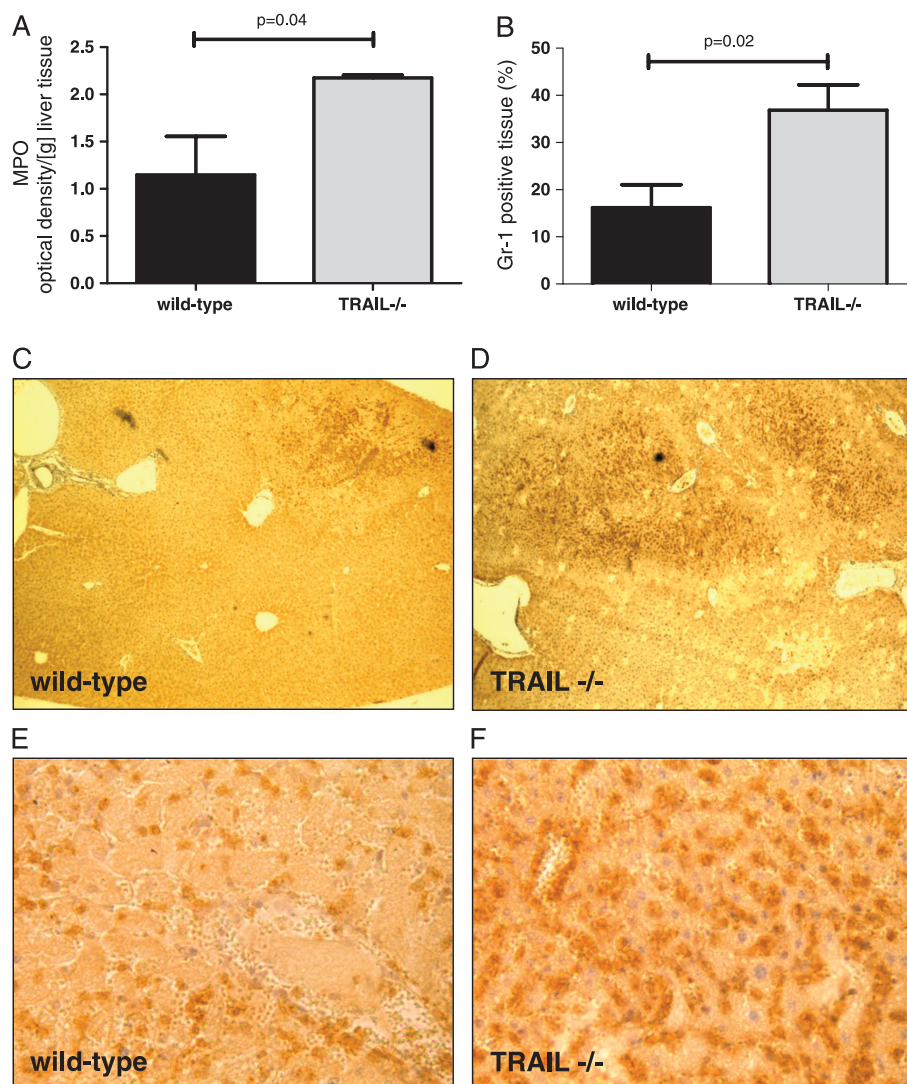 A
p=0.04
MPO
optical density/[g] liver tissue
2.5
2.0
1.5
1.0
0.5
0.0
wild-type TRAIL-/-
B
p=0.02
Gr-1 positive tissue (%)
50
40
30
20
10
0
wild-type TRAIL-/-
C
wild-type
D
TRAIL -/-
E
wild-type
F
TRAIL -/-